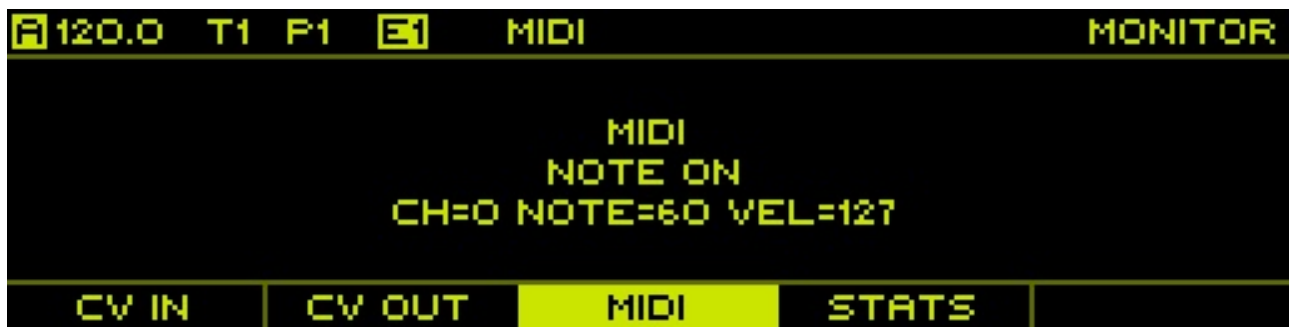 A 120.0 T1 P1 E1 MIDI MONITOR
MIDI
NOTE ON
CH=0 NOTE=60 VEL=127
CV IN CV OUT MIDI STATS